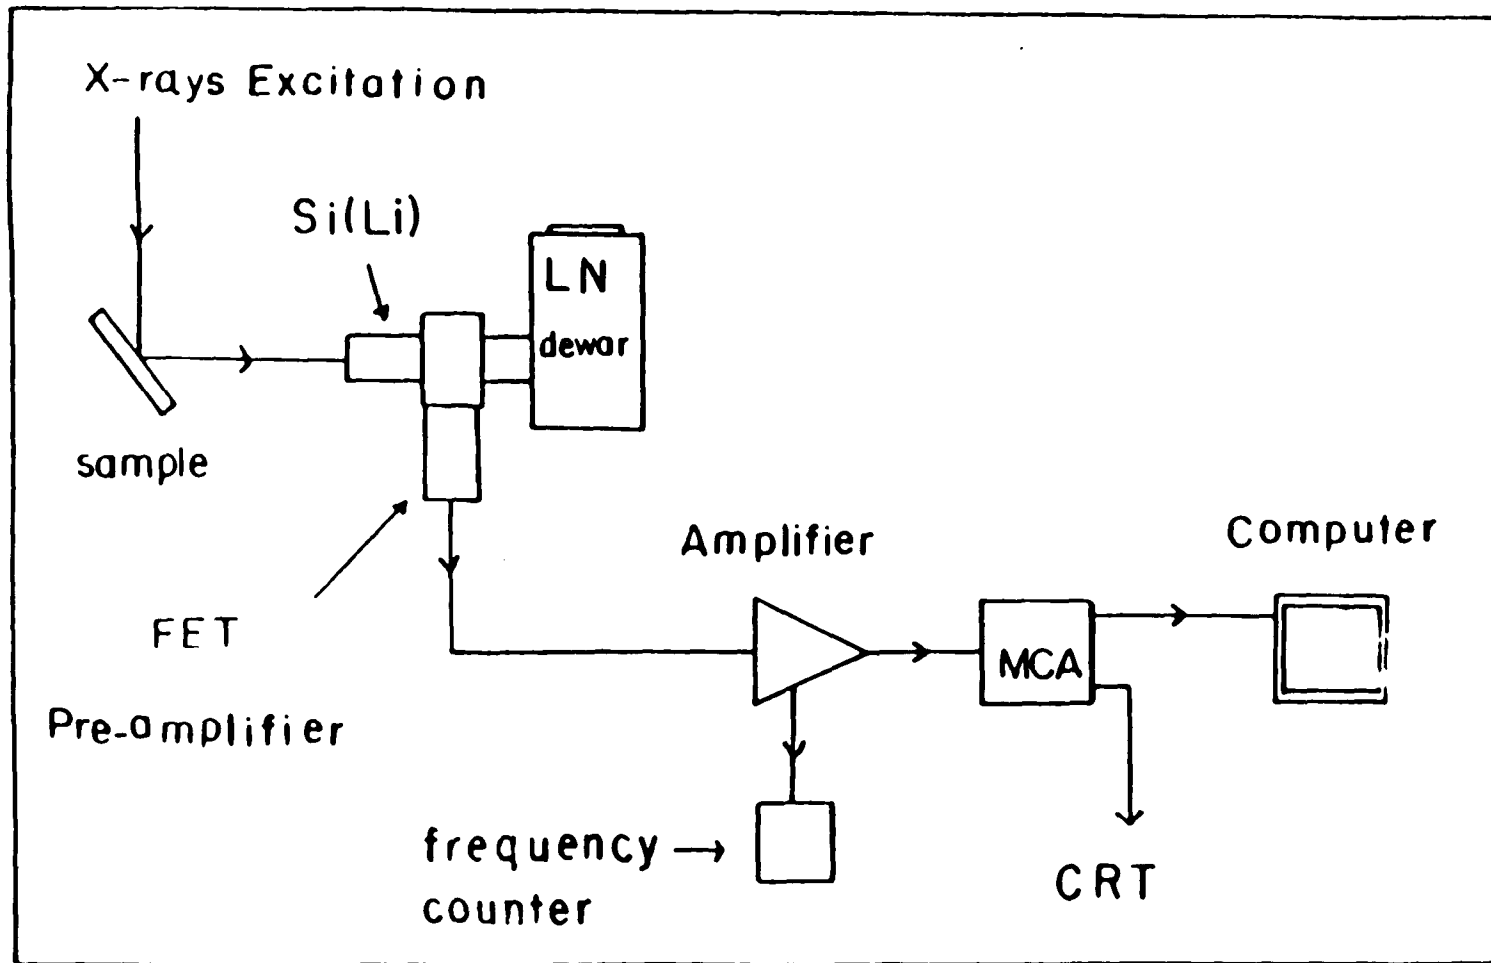 X-rays Excitation
Si(Li)
LN
dewar
sample
Amplifier
Computer
FET
Pre-amplifier
MCA
frequency
counter
CRT